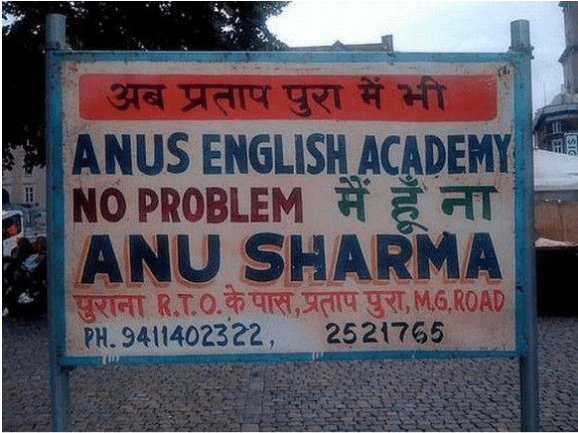 अब प्रताप पुरा में भी
ANUS ENGLISH ACADEMY
NO PROBLEM मैं हूँ ना
ANU SHARMA
पुराना R.T.O. के पास, प्रताप पुरा, M.G. ROAD
PH. 9411402322, 2521765